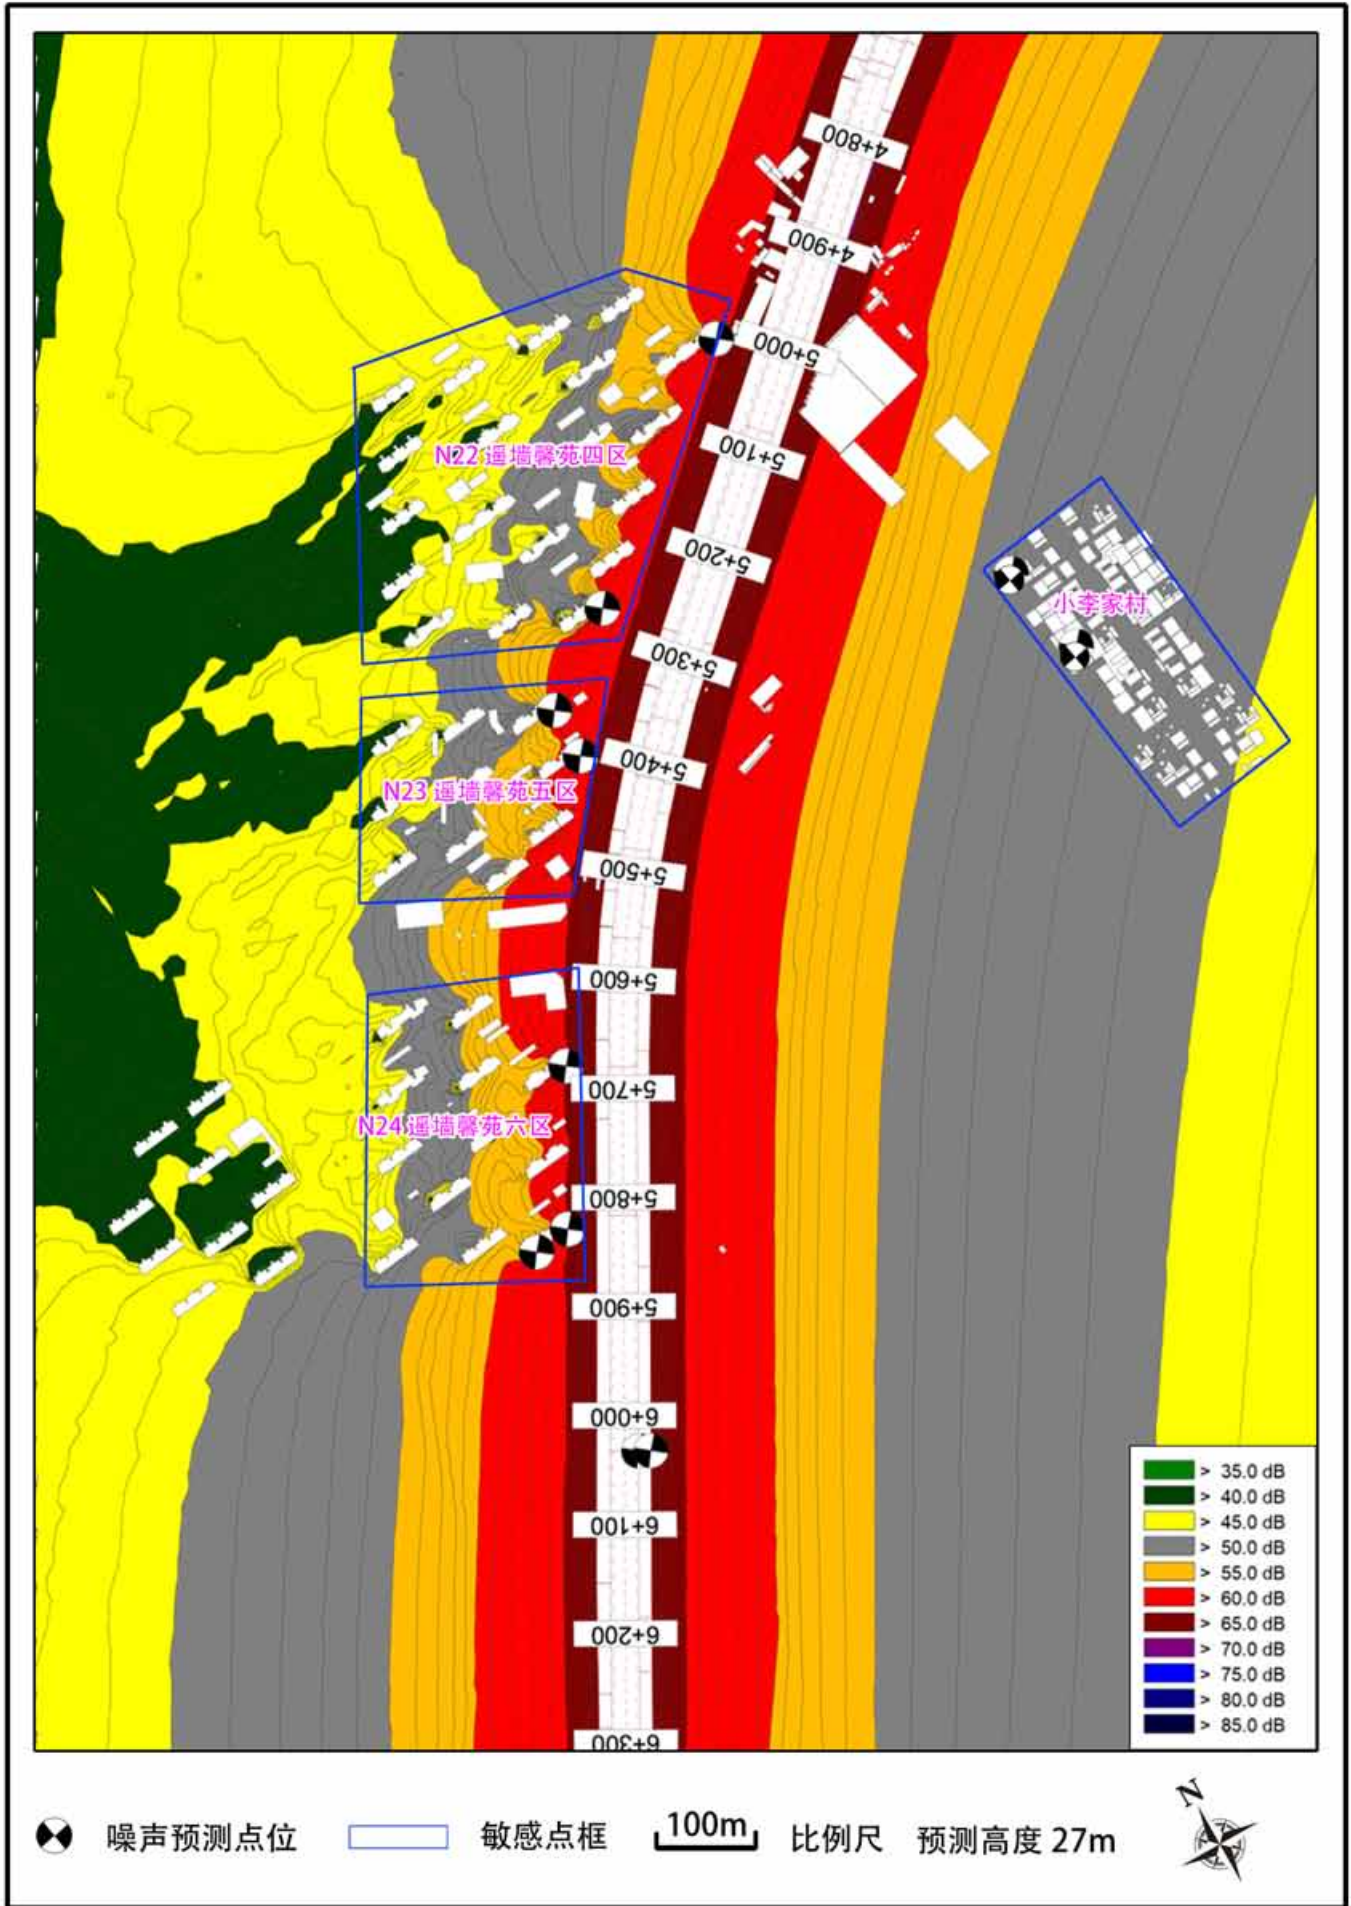 4+800
4+900
5+000
5+100
N22 遥墙馨苑四区
5+200
小李家村
5+300
5+400
N23 遥墙馨苑五区
5+500
5+600
5+700
N24 遥墙馨苑六区
5+800
5+900
6+000
6+100
6+200
6+300
> 35.0 dB
> 40.0 dB
> 45.0 dB
> 50.0 dB
> 55.0 dB
> 60.0 dB
> 65.0 dB
> 70.0 dB
> 75.0 dB
> 80.0 dB
> 85.0 dB
N
噪声预测点位 敏感点框 100m 比例尺 预测高度 27m